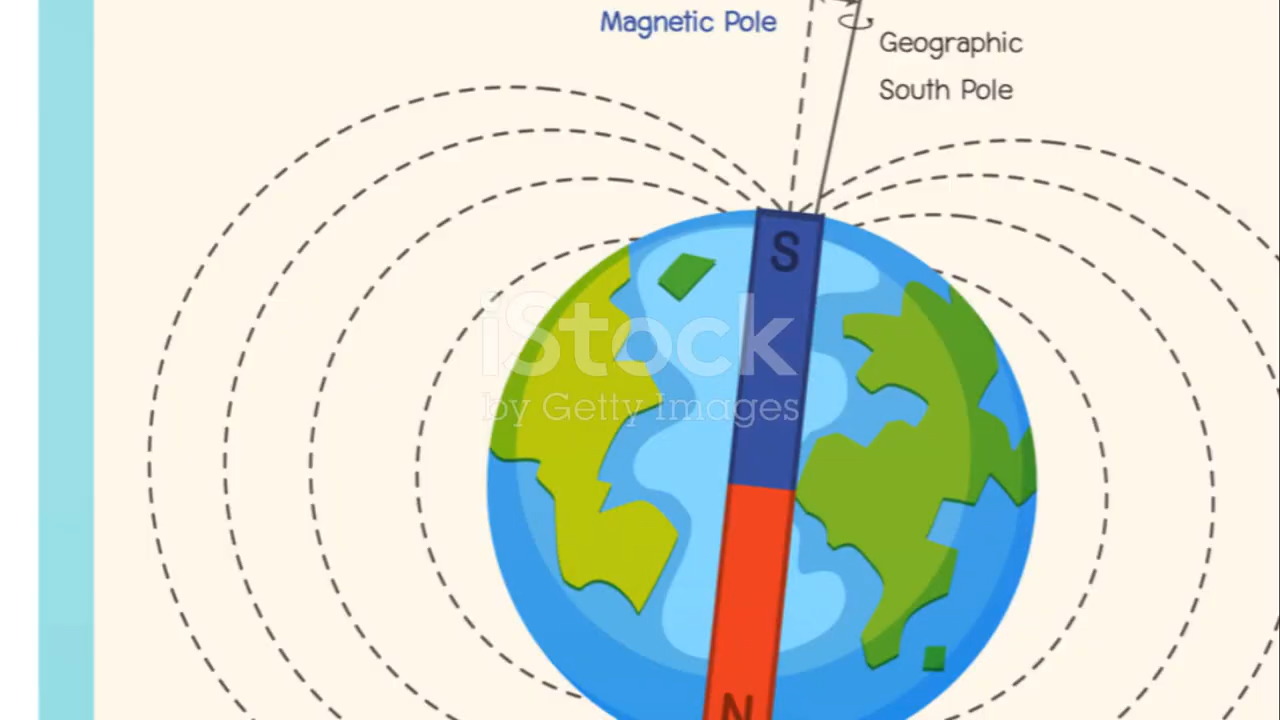 Magnetic Pole
Geographic
South Pole
S
iStock
by Getty Images
N